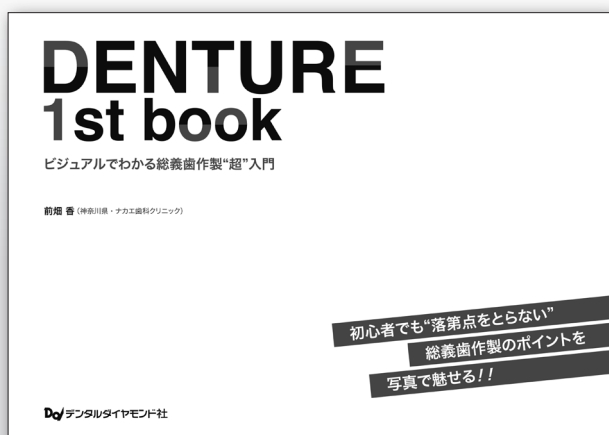 DENTURE
1st book
ビジュアルでわかる総義歯作製“超”入門
前畑 香(神奈川県・ナカエ歯科クリニック)
初心者でも“落第点をとらない”
総義歯作製のポイントを
写真で魅せる!!
DD デンタルダイヤモンド社